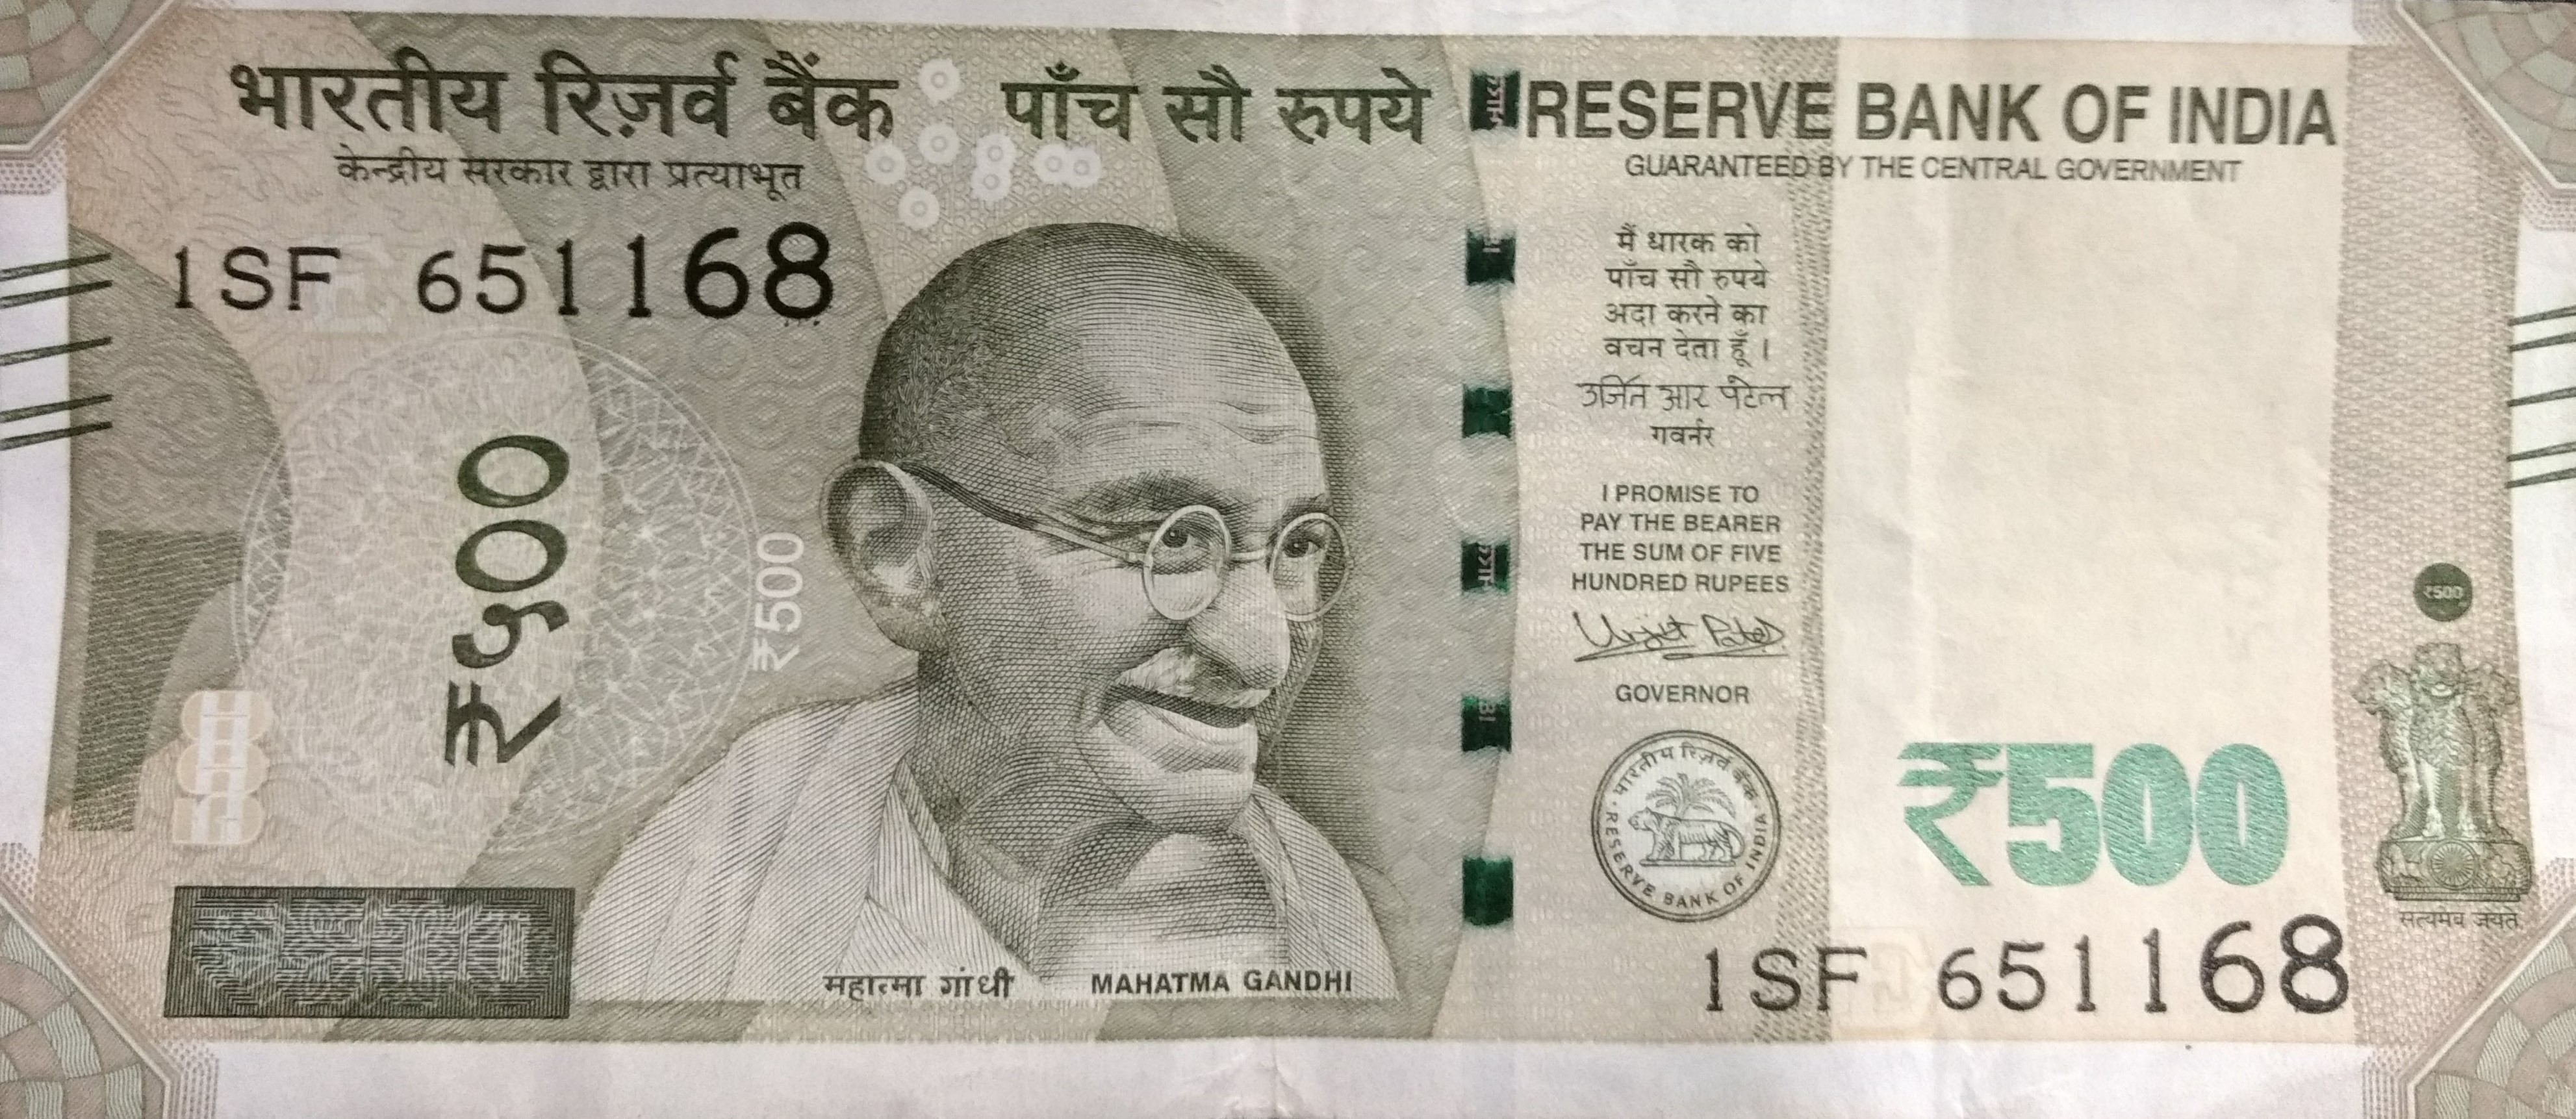 भारतीय रिज़र्व बैंक
पाँच सौ रुपये
RESERVE BANK OF INDIA
केन्द्रीय सरकार द्वारा प्रत्याभूत
GUARANTEED BY THE CENTRAL GOVERNMENT
1SF 651168
मैं धारक को
पाँच सौ रुपये
अदा करने का
वचन देता हूँ ।
उर्जित आर पटेल
गवर्नर
I PROMISE TO
PAY THE BEARER
THE SUM OF FIVE
HUNDRED RUPEES
Urjit Patel
GOVERNOR
भारतीय रिज़र्व बैंक
RESERVE BANK OF INDIA
₹५००
₹500
भारत
भारत
₹500
₹500
सत्यमेव जयते
1SF 651168
महात्मा गांधी
MAHATMA GANDHI